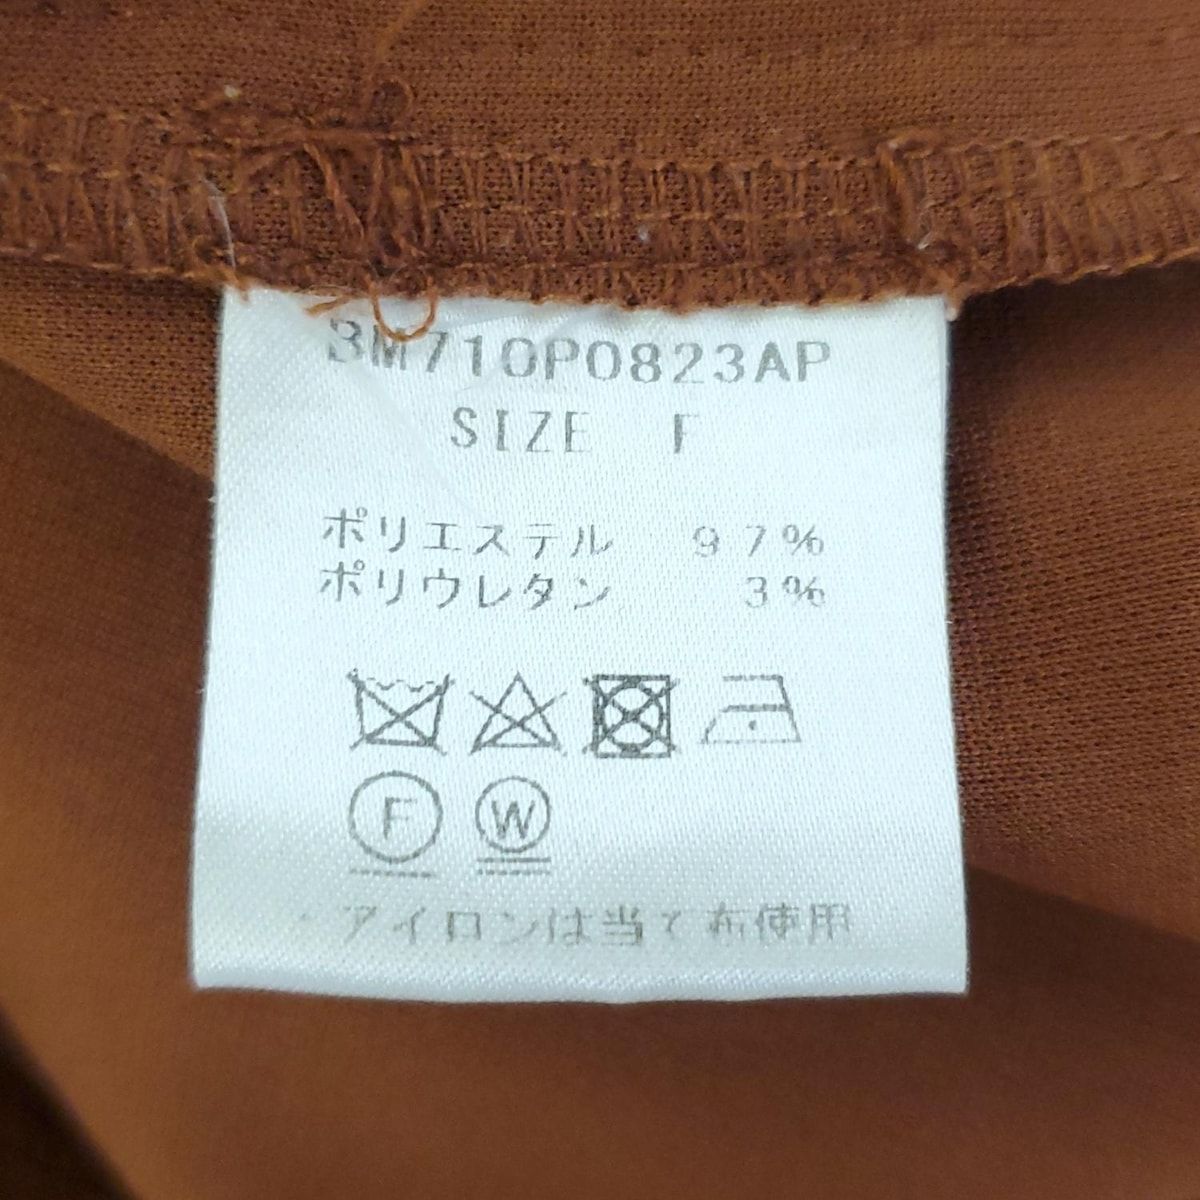 BM710P0823AP
SIZE F
ポリエステル 97%
ポリウレタン 3%
F W
・アイロンは当て布使用